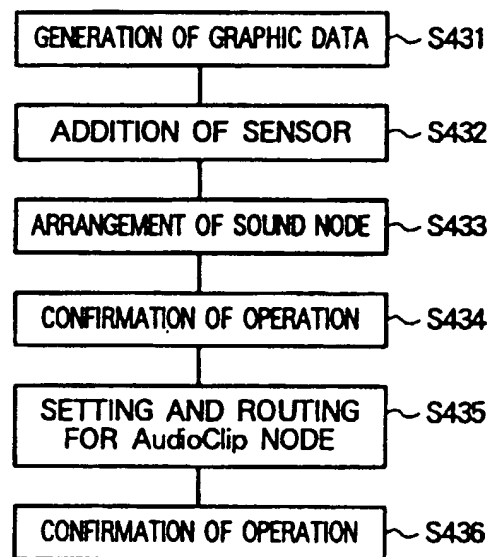 GENERATION OF GRAPHIC DATA ~ S431
ADDITION OF SENSOR ~ S432
ARRANGEMENT OF SOUND NODE ~ S433
CONFIRMATION OF OPERATION ~ S434
SETTING AND ROUTING ~ S435
FOR AudioClip NODE
CONFIRMATION OF OPERATION ~ S436